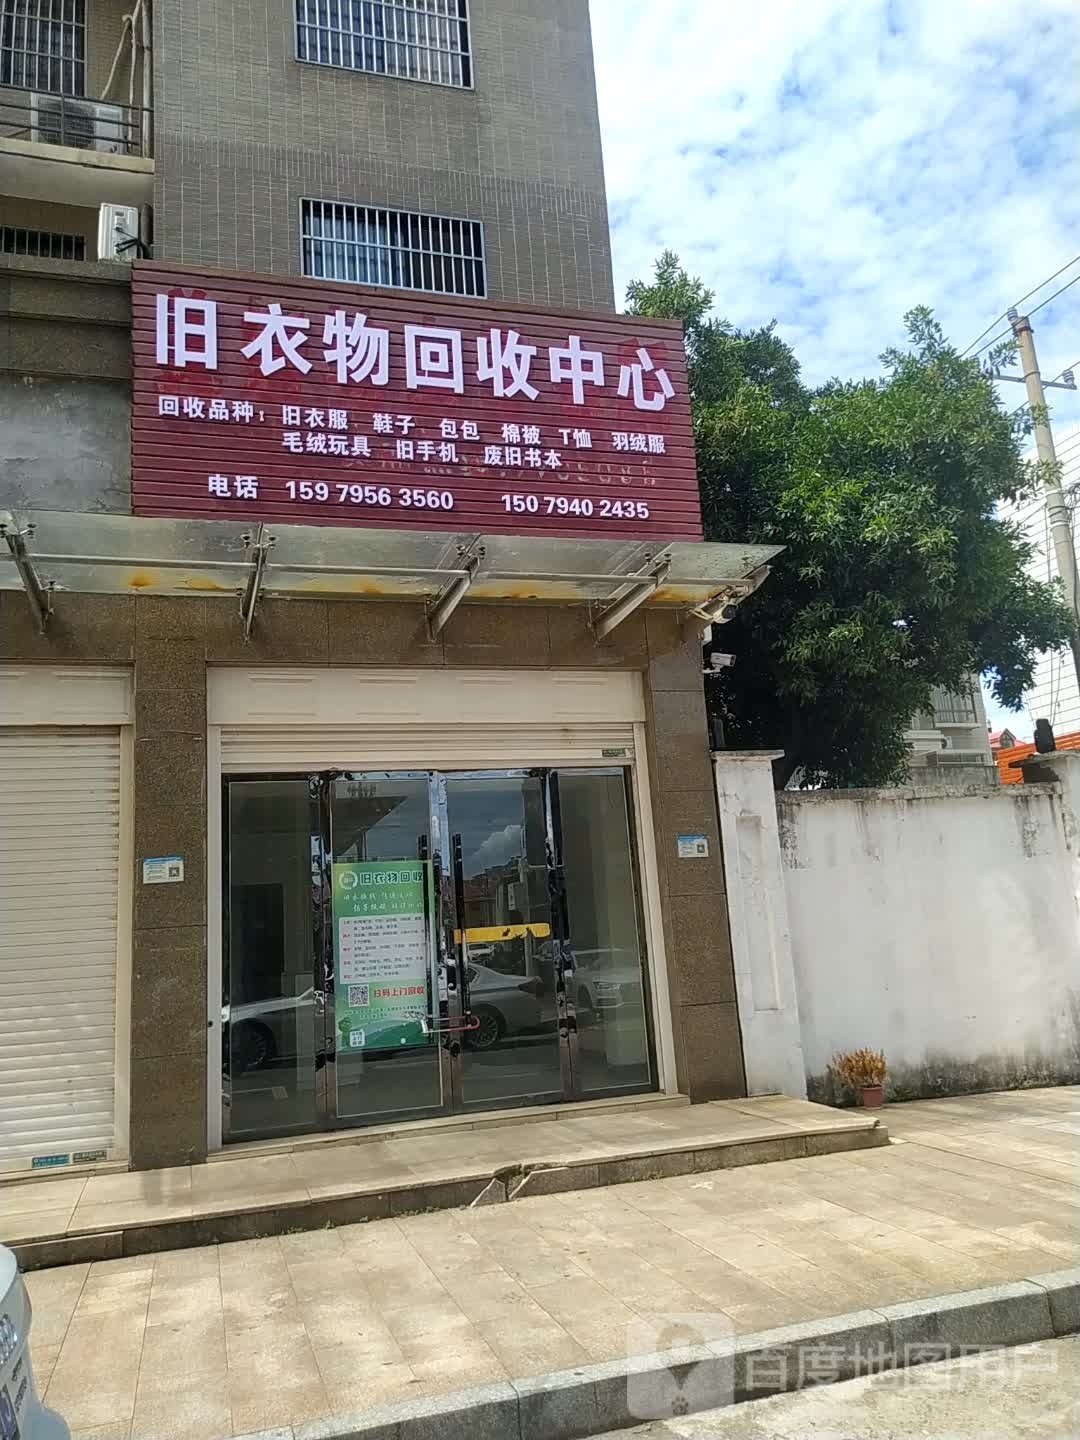 旧衣物回收中心
回收品种：旧衣服、鞋子、包包 棉被 T恤 羽绒服
毛绒玩具 旧手机 废旧书本
电话 159 7956 3560 150 7940 2435
旧衣物回收
扫码上门回收
百度地图用户